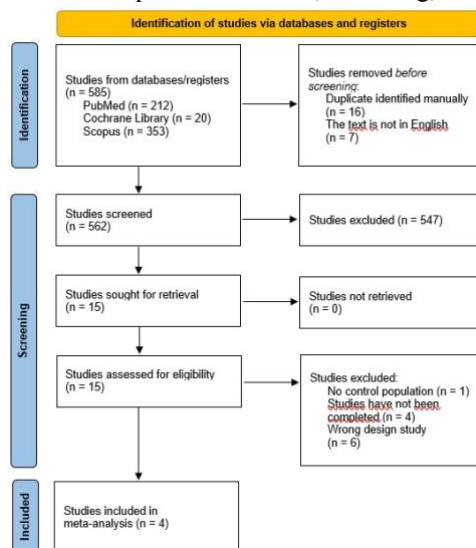 Identification of studies via databases and registers
Identification
Studies from databases/registers
(n = 585)
PubMed (n = 212)
Cochrane Library (n = 20)
Scopus (n = 353)
Studies removed before
screening:
Duplicate identified manually
(n = 16)
The text is not in English
(n = 7)
Screening
Studies screened
(n = 562)
Studies excluded (n = 547)
Studies sought for retrieval
(n = 15)
Studies not retrieved
(n = 0)
Studies assessed for eligibility
(n = 15)
Studies excluded:
No control population (n = 1)
Studies have not been
completed (n = 4)
Wrong design study
(n = 6)
Included
Studies included in
meta-analysis (n = 4)